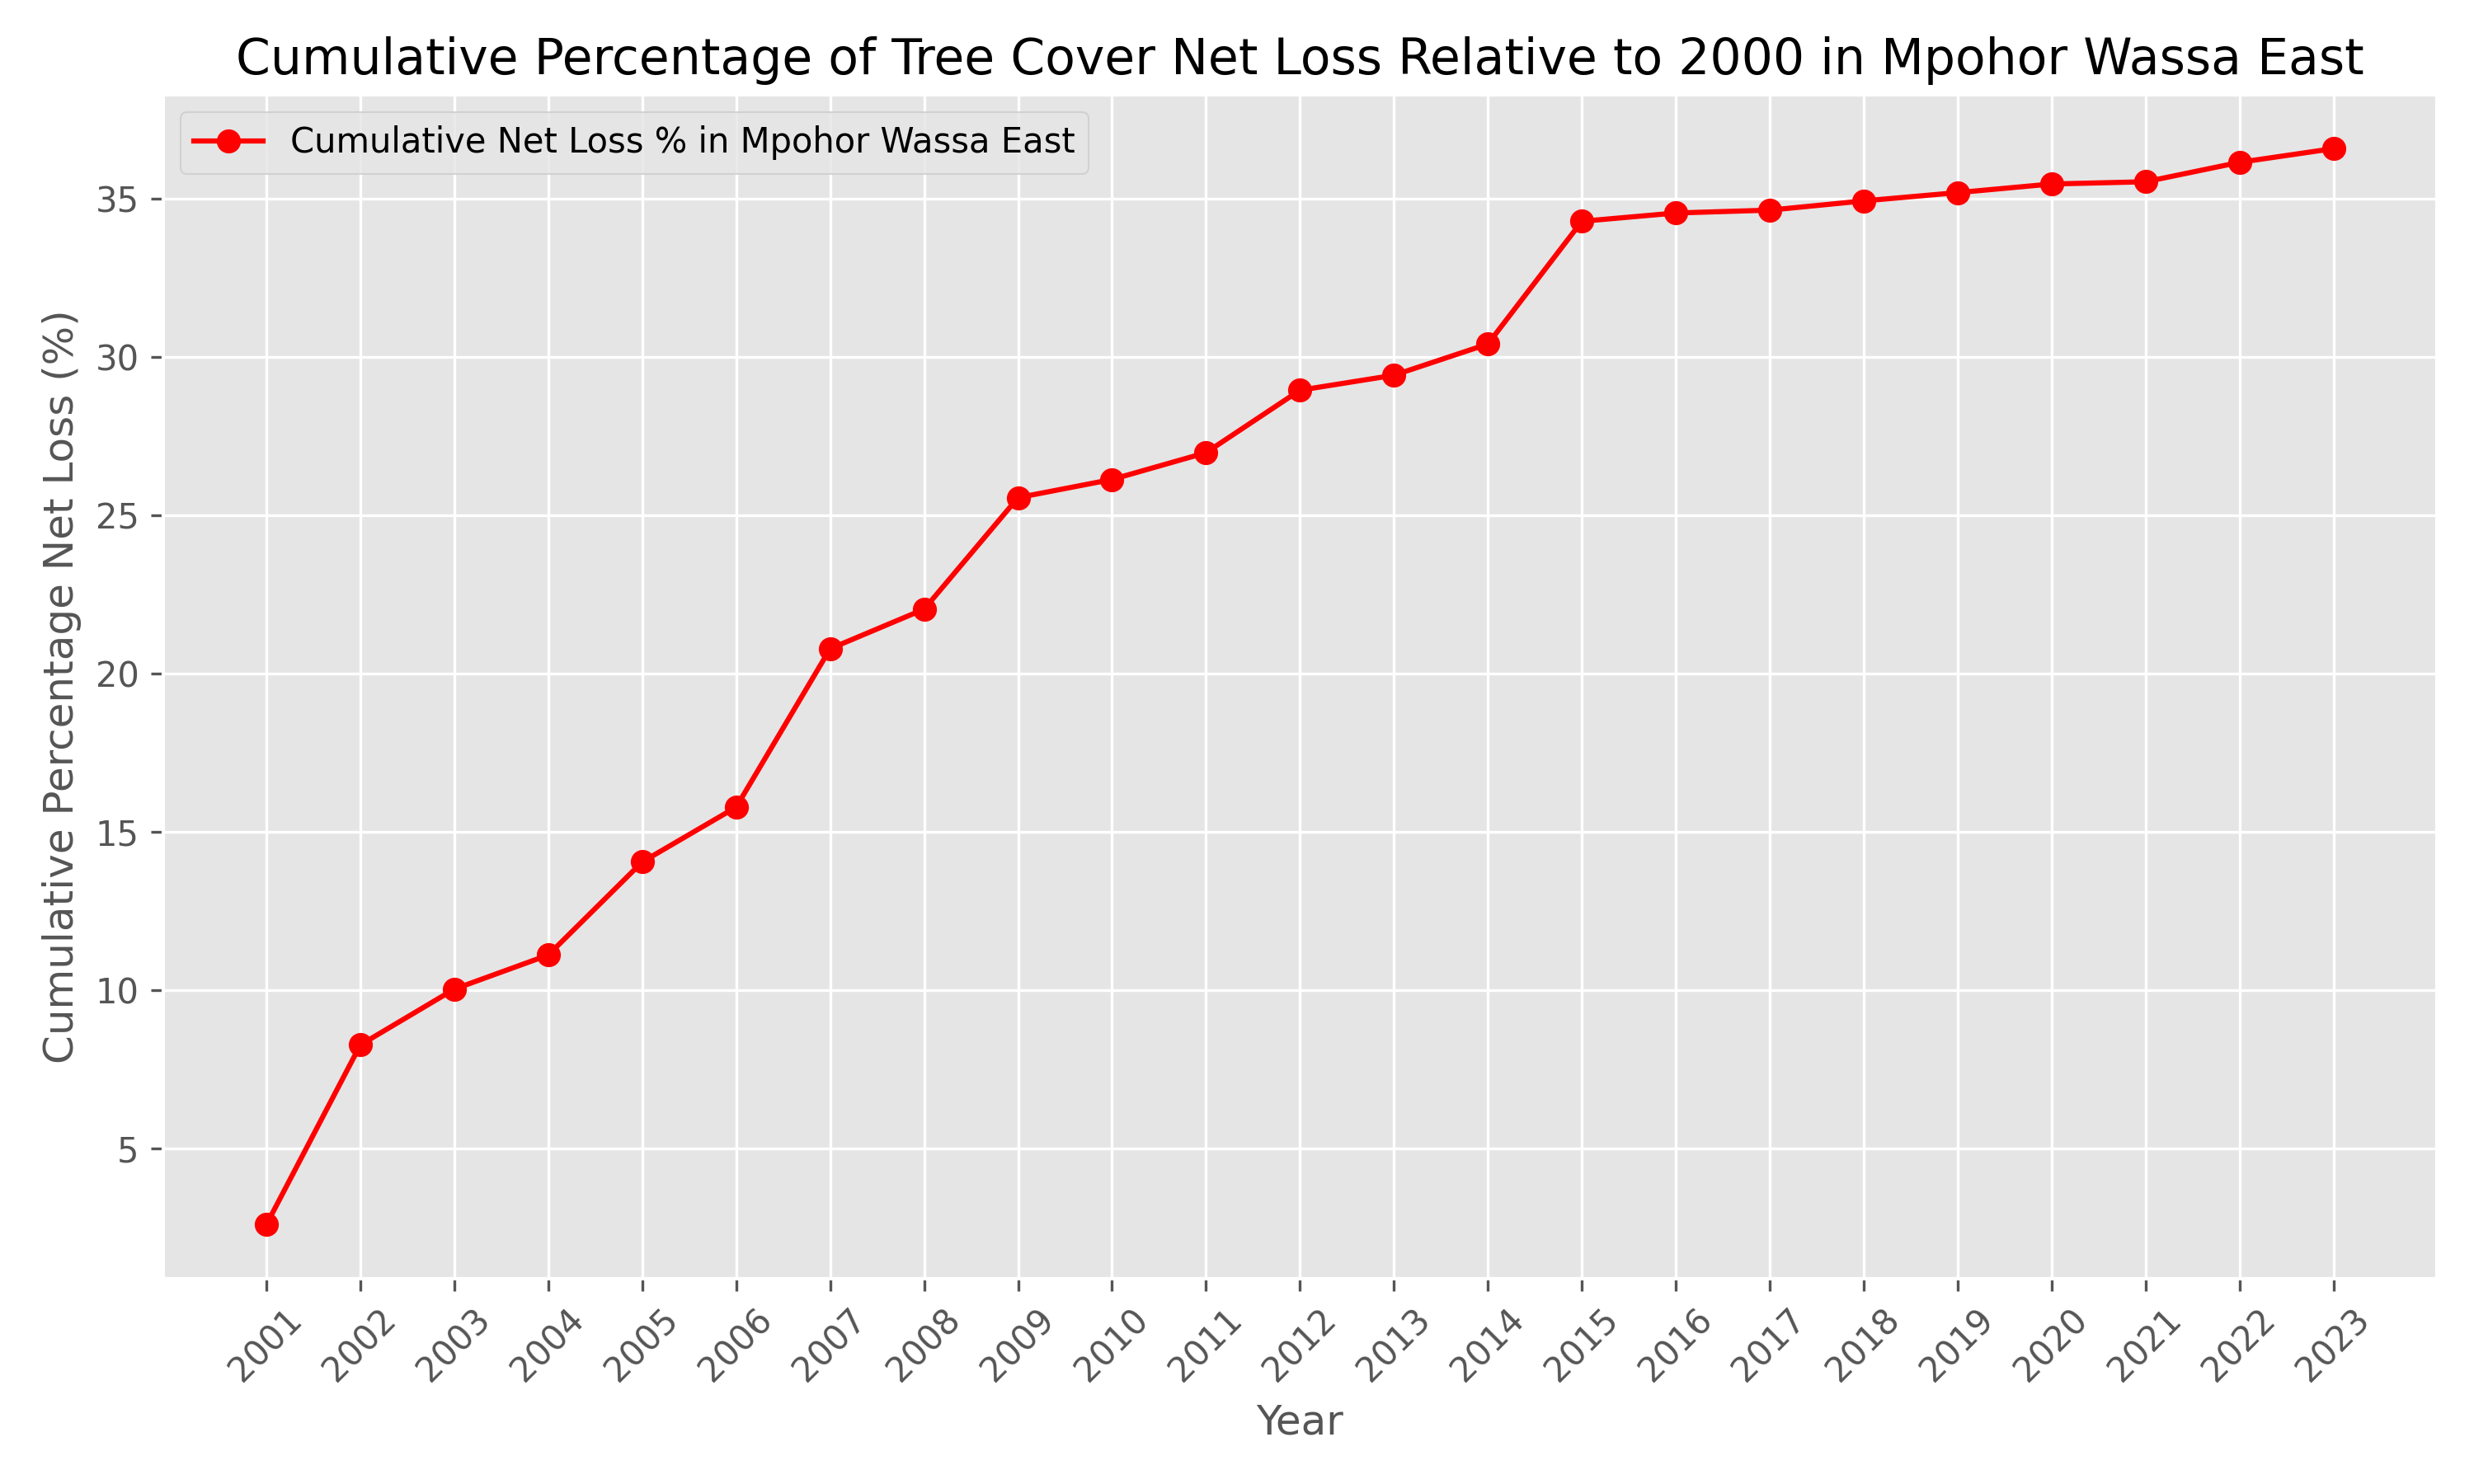 Cumulative Percentage of Tree Cover Net Loss Relative to 2000 in Mpohor Wassa East
Cumulative Net Loss % in Mpohor Wassa East
Cumulative Percentage Net Loss (%)
35
30
25
20
15
10
5
2001 2002 2003 2004 2005 2006 2007 2008 2009 2010 2011 2012 2013 2014 2015 2016 2017 2018 2019 2020 2021 2022 2023
Year